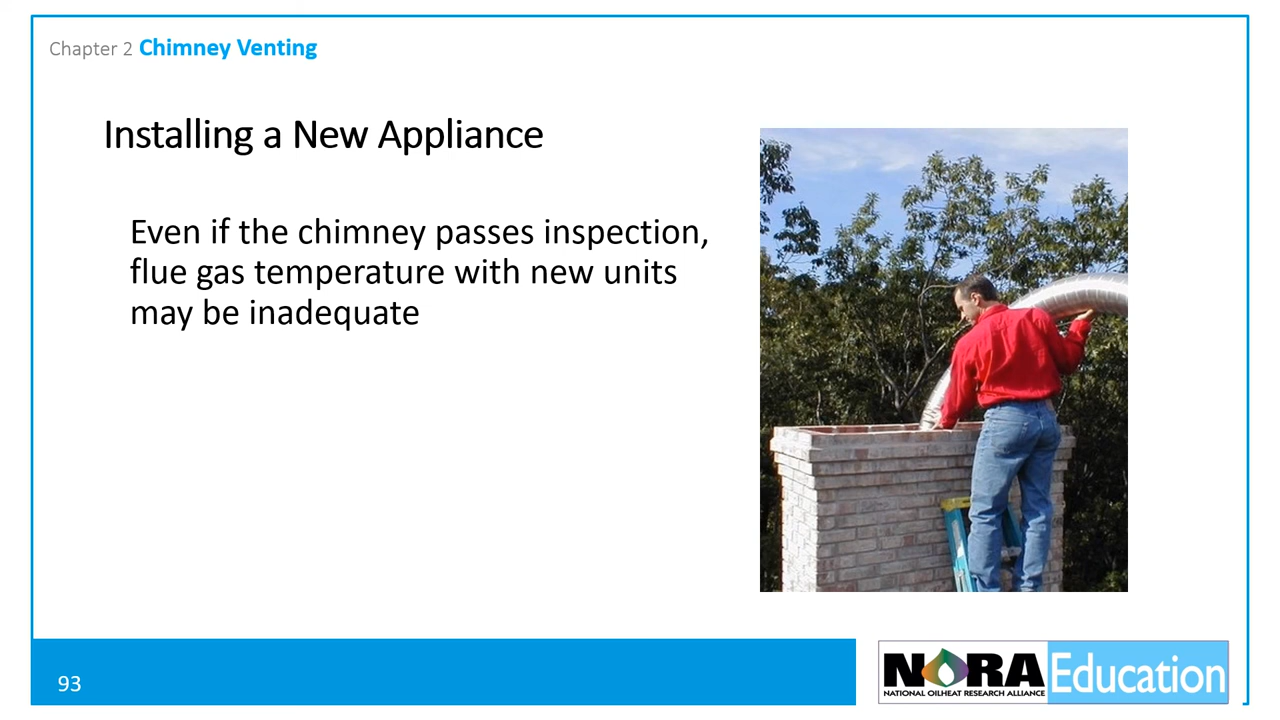 Chapter 2 Chimney Venting
Installing a New Appliance
Even if the chimney passes inspection,
flue gas temperature with new units
may be inadequate
93
NORA Education
NATIONAL OILHEAT RESEARCH ALLIANCE